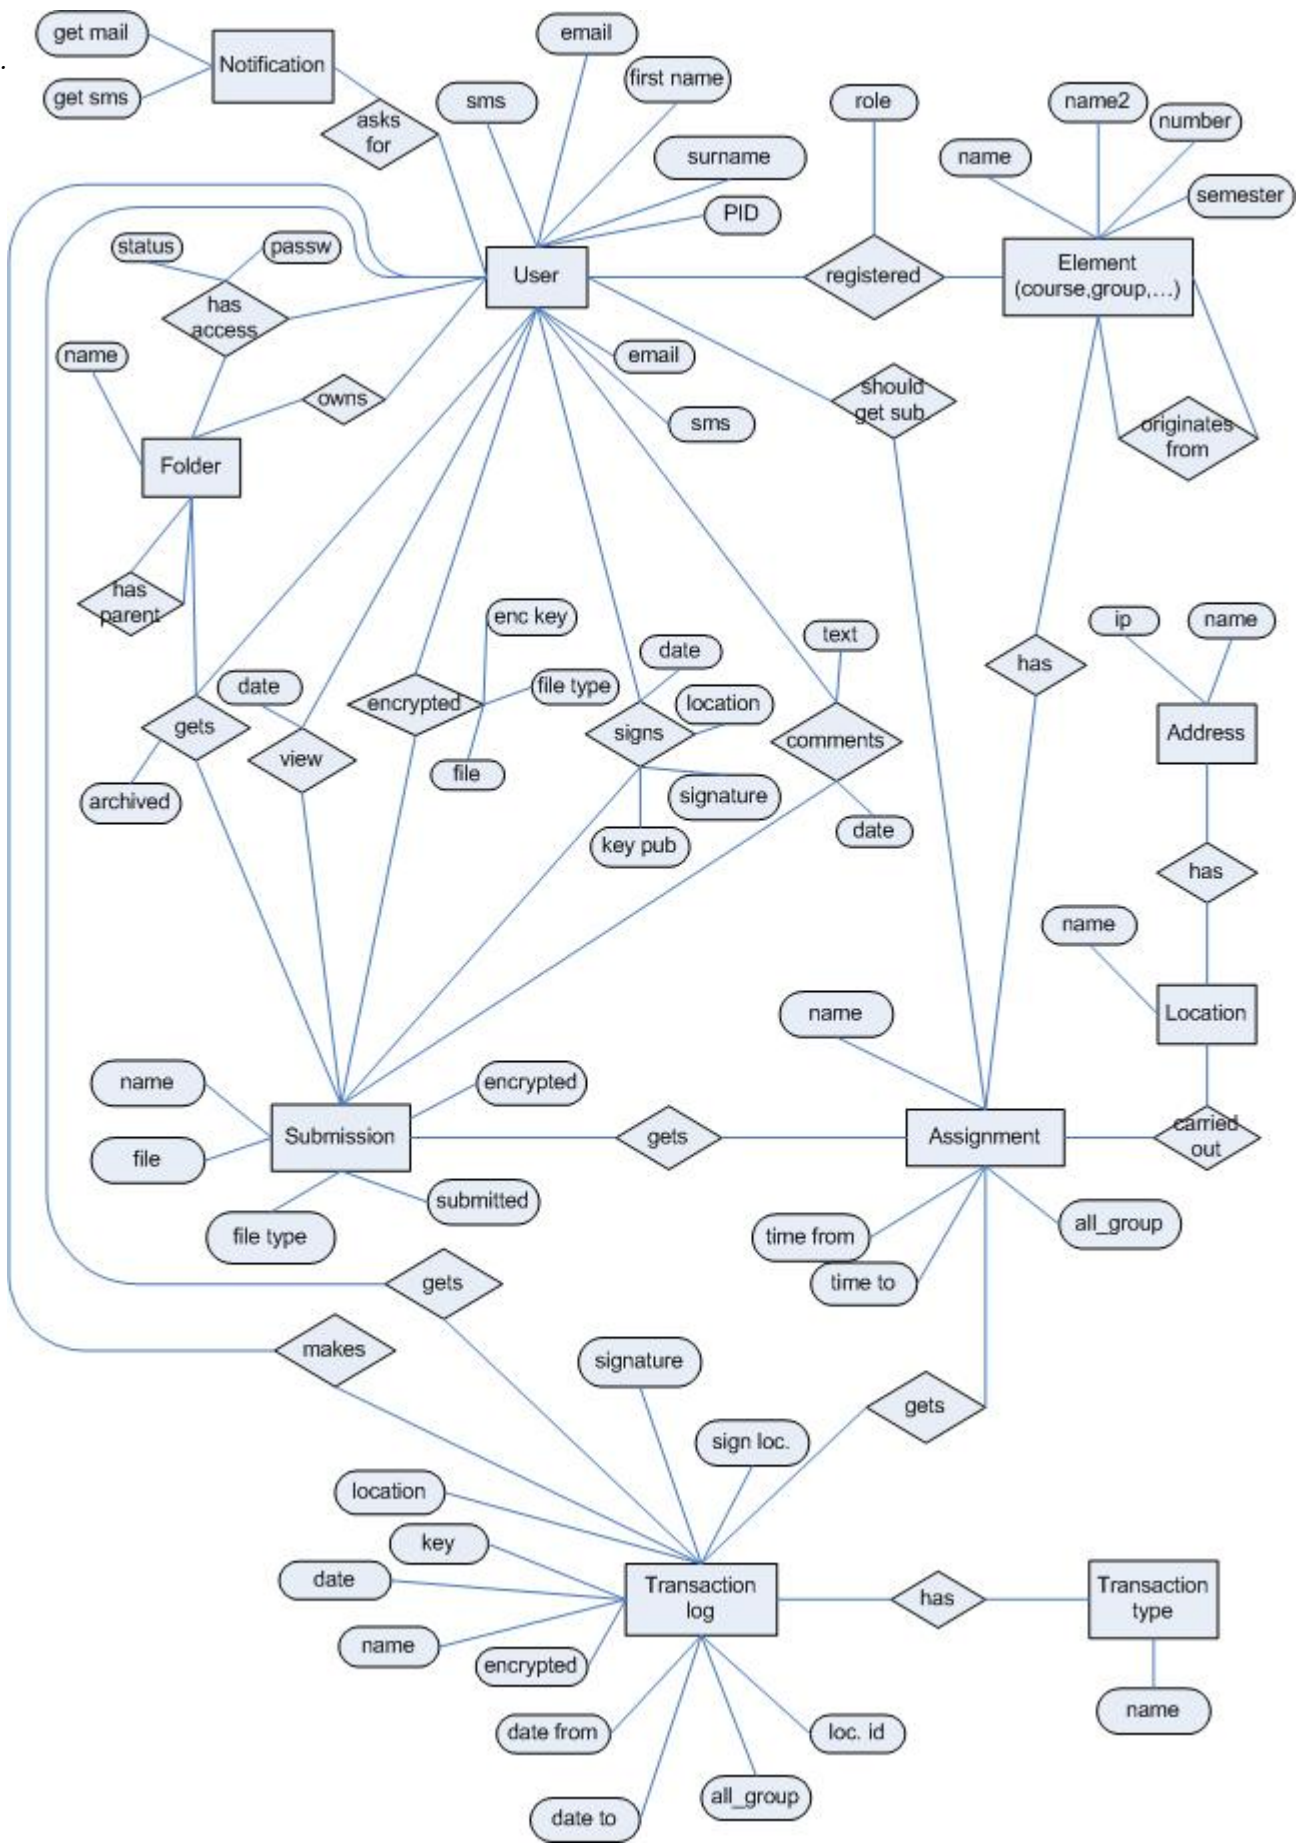 get mail
Notification
.
get sms
asks
for
email
first name
sms
surname
PID
role
name2
number
name
semester
status
passw
has
access
User
registered
Element
(course,group,…)
name
owns
email
sms
should
get sub
originates
from
Folder
has
parent
enc key
date
text
ip
name
has
date
encrypted
file type
location
gets
view
signs
comments
Address
archived
file
signature
key pub
date
has
name
name
Location
name
encrypted
Submission
gets
Assignment
carried
out
file
submitted
file type
time from
all_group
time to
gets
makes
signature
gets
sign loc.
location
key
date
Transaction
log
has
Transaction
type
name
encrypted
date from
loc. id
name
date to
all_group